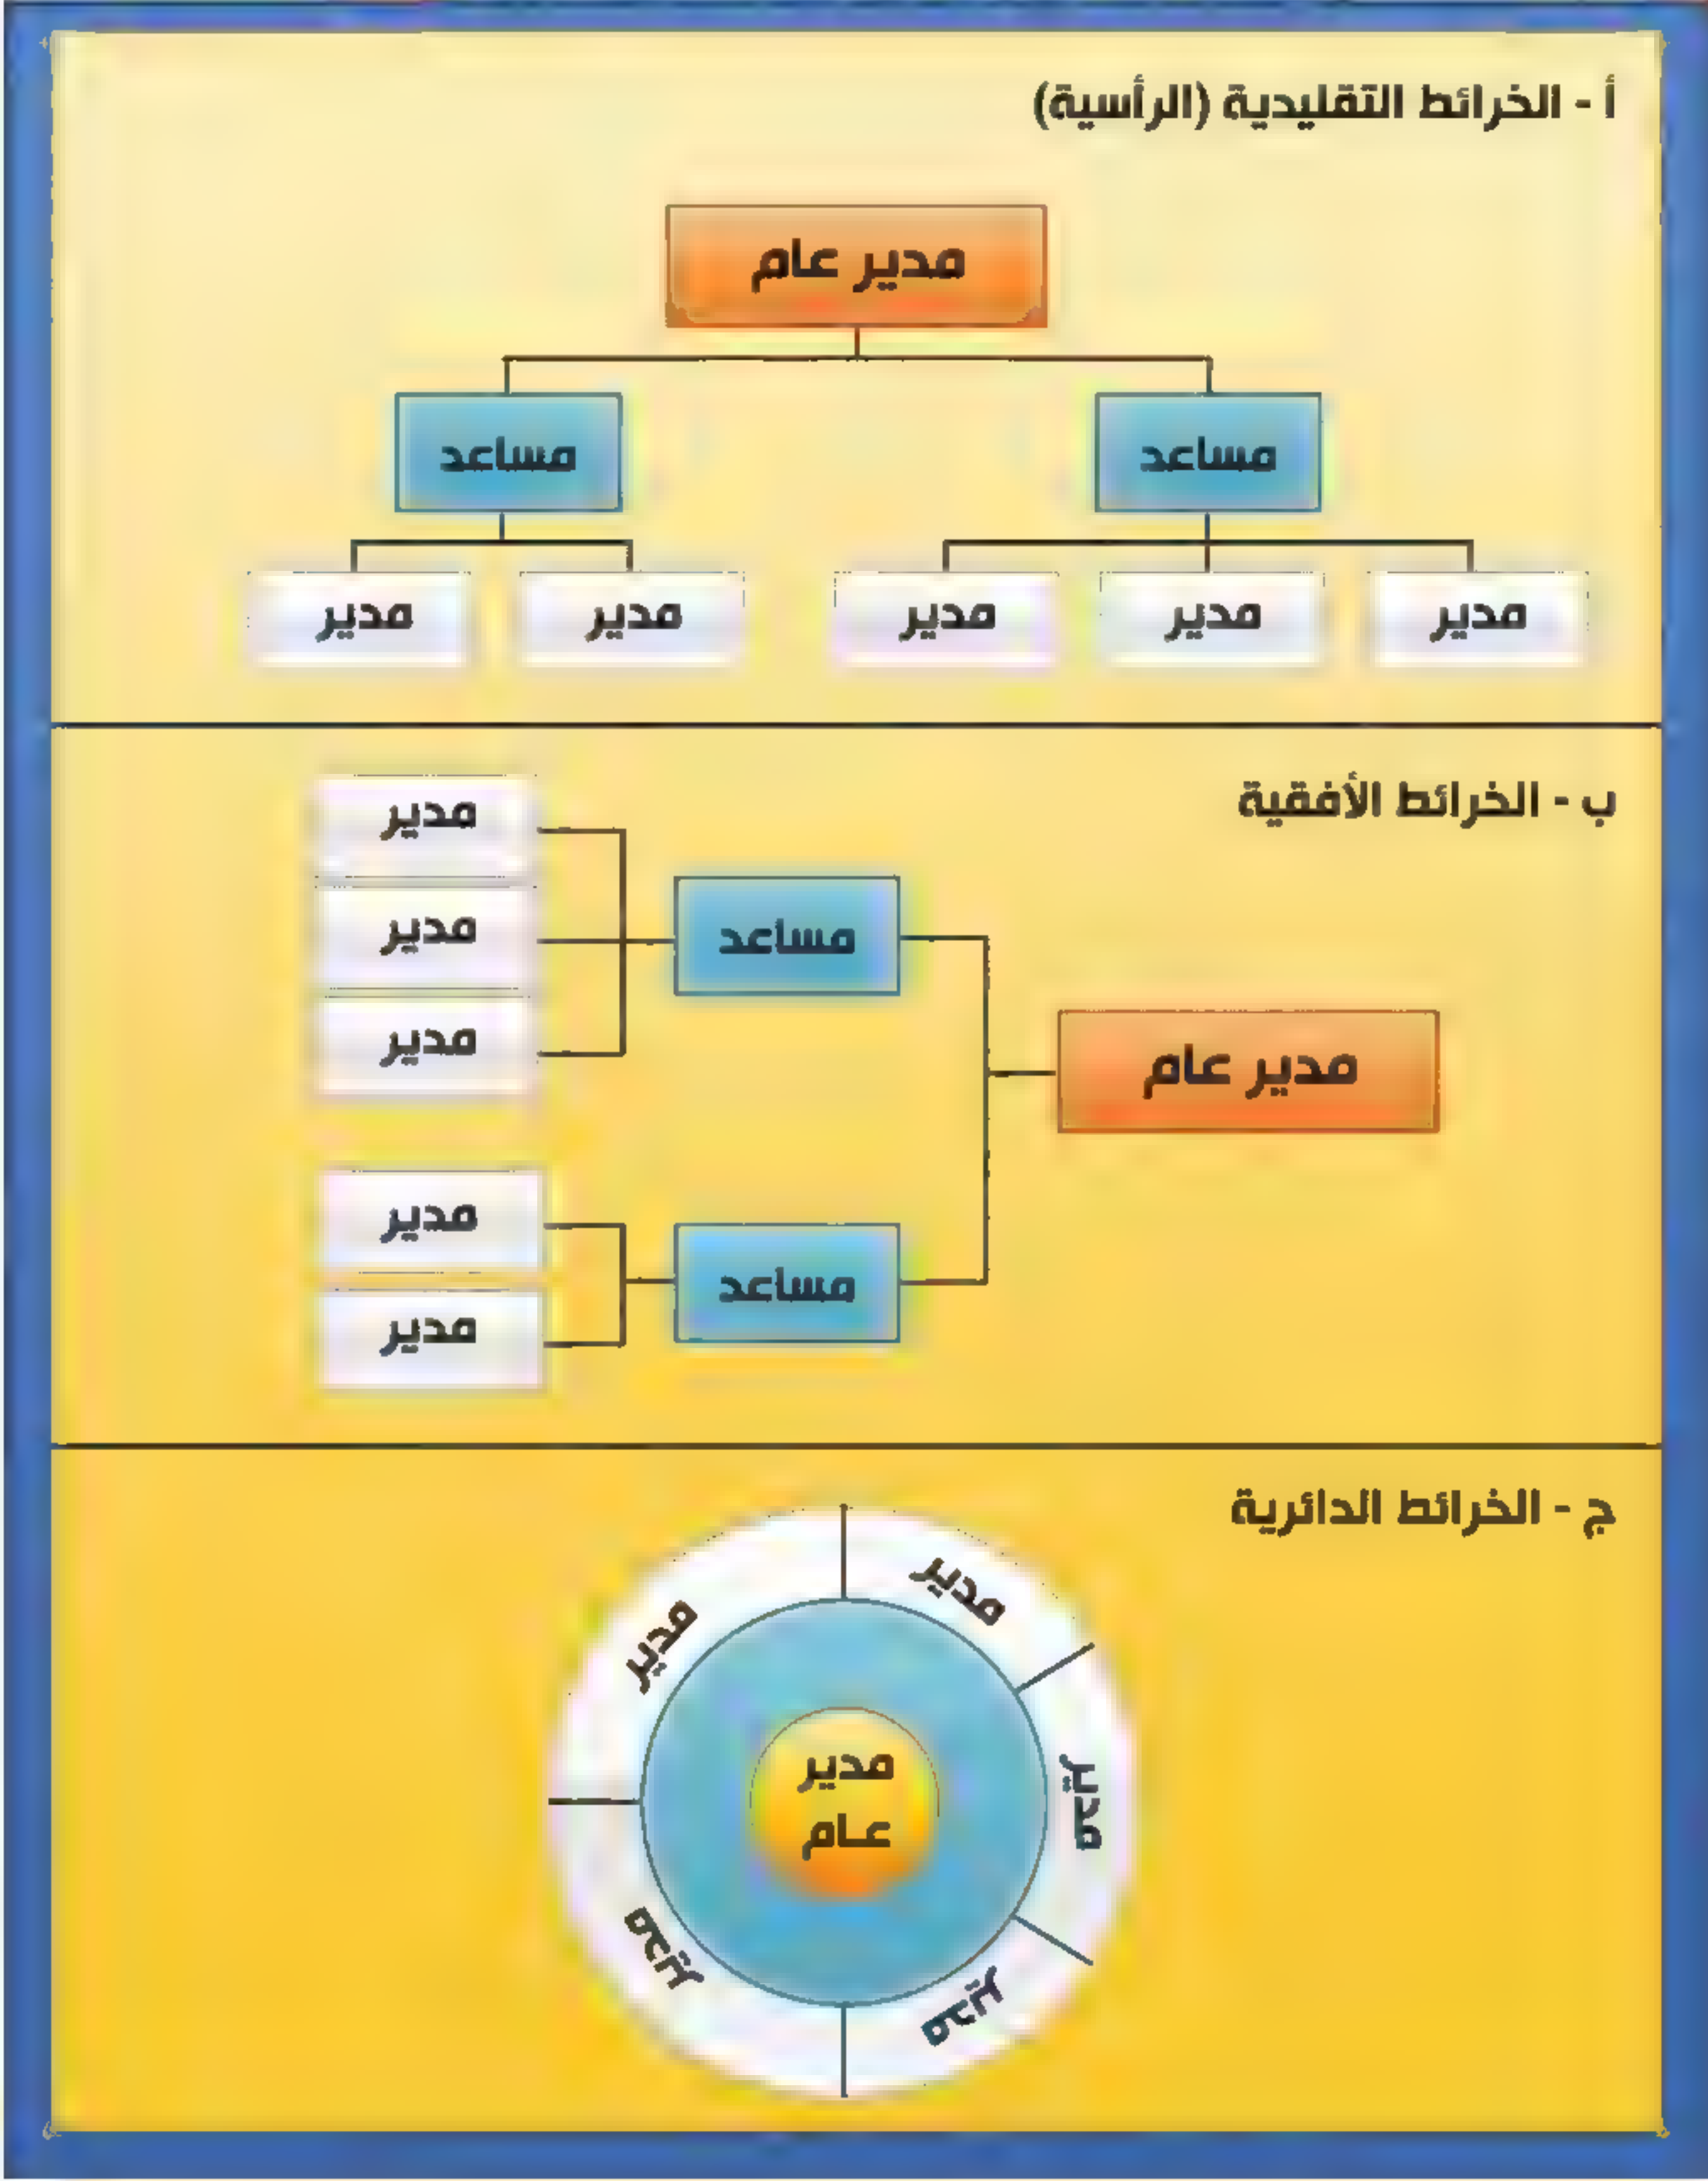 أ - الخرائط التقليدية (الرأسية)
مدير عام
مساعد
مساعد
مدير
مدير
مدير
مدير
مدير
ب - الخرائط الأفقية
مدير عام
مساعد
مدير
مدير
مدير
مساعد
مدير
مدير
ج - الخرائط الدائرية
مدير
عـام
مدير
مدير
مدير
مدير
مدير